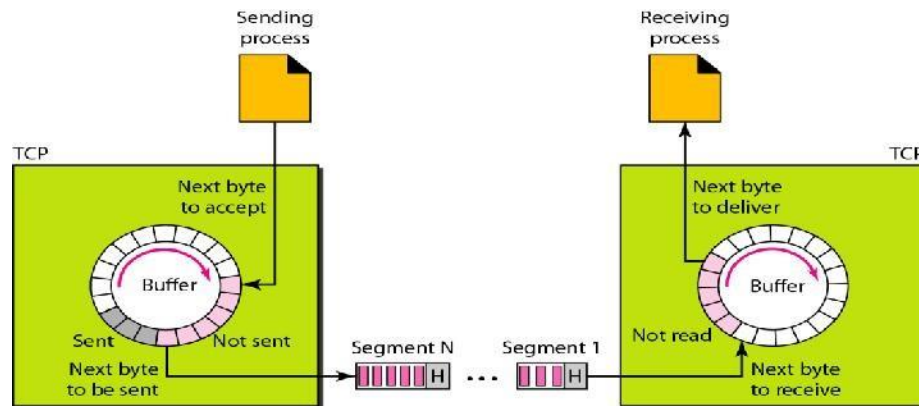 Sending
process
Receiving
process
TCP
TCP
Next byte
to accept
Next byte
to deliver
Buffer
Buffer
Sent
Not sent
Not read
Next byte
to be sent
Segment N
Segment 1
H
...
H
Next byte
to receive